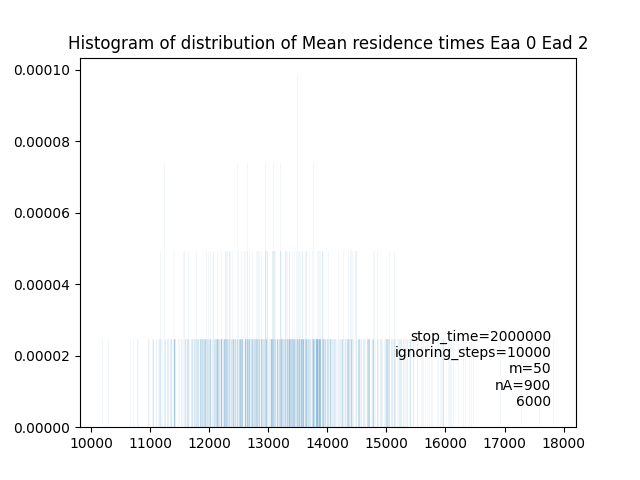 Histogram of distribution of Mean residence times Eaa 0 Ead 2
0.00010
0.00008
0.00006
0.00004
0.00002
0.00000
stop_time=2000000
ignoring_steps=10000
m=50
nA=900
6000
10000 11000 12000 13000 14000 15000 16000 17000 18000